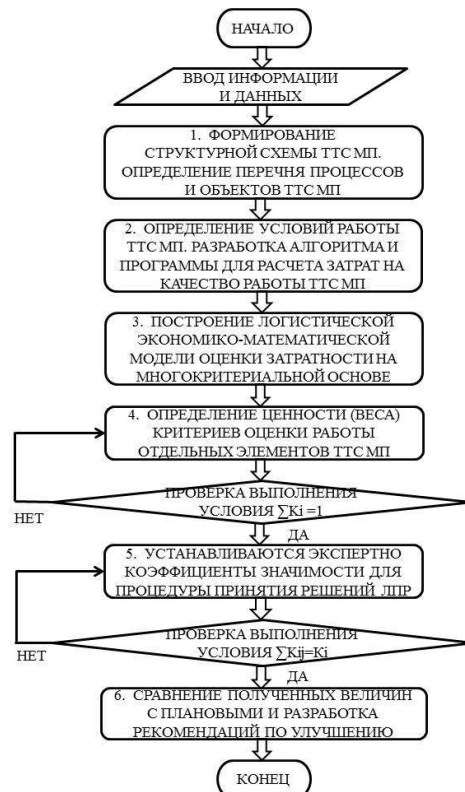 НАЧАЛО
ВВОД ИНФОРМАЦИИ
И ДАННЫХ
1. ФОРМИРОВАНИЕ
СТРУКТУРНОЙ СХЕМЫ ТТС МП.
ОПРЕДЕЛЕНИЕ ПЕРЕЧНЯ ПРОЦЕССОВ
И ОБЪЕКТОВ ТТС МП
2. ОПРЕДЕЛЕНИЕ УСЛОВИЙ РАБОТЫ
ТТС МП. РАЗРАБОТКА АЛГОРИТМА И
ПРОГРАММЫ ДЛЯ РАСЧЕТА ЗАТРАТ НА
КАЧЕСТВО РАБОТЫ ТТС МП
3. ПОСТРОЕНИЕ ЛОГИСТИЧЕСКОЙ
ЭКОНОМИКО-МАТЕМАТИЧЕСКОЙ
МОДЕЛИ ОЦЕНКИ ЗАТРАТНОСТИ НА
МНОГОКРИТЕРИАЛЬНОЙ ОСНОВЕ
4. ОПРЕДЕЛЕНИЕ ЦЕННОСТИ (ВЕСА)
КРИТЕРИЕВ ОЦЕНКИ РАБОТЫ
ОТДЕЛЬНЫХ ЭЛЕМЕНТОВ ТТС МП
ПРОВЕРКА ВЫПОЛНЕНИЯ
УСЛОВИЯ ∑Ki =1
НЕТ
ДА
5. УСТАНАВЛИВАЮТСЯ ЭКСПЕРТНО
КОЭФФИЦИЕНТЫ ЗНАЧИМОСТИ ДЛЯ
ПРОЦЕДУРЫ ПРИНЯТИЯ РЕШЕНИЙ ЛПР
ПРОВЕРКА ВЫПОЛНЕНИЯ
УСЛОВИЯ ∑Kij=Ki
НЕТ
ДА
6. СРАВНЕНИЕ ПОЛУЧЕННЫХ ВЕЛИЧИН
С ПЛАНОВЫМИ И РАЗРАБОТКА
РЕКОМЕНДАЦИЙ ПО УЛУЧШЕНИЮ
КОНЕЦ